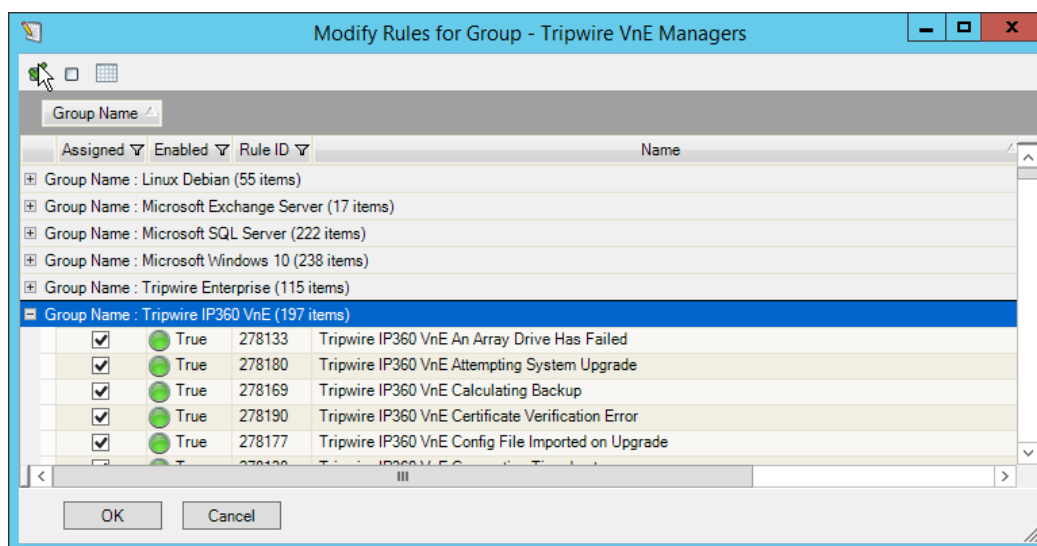 Modify Rules for Group - Tripwire VnE Managers
Group Name
Assigned Enabled Rule ID Name
Group Name : Linux Debian (55 items)
Group Name : Microsoft Exchange Server (17 items)
Group Name : Microsoft SQL Server (222 items)
Group Name : Microsoft Windows 10 (238 items)
Group Name : Tripwire Enterprise (115 items)
Group Name : Tripwire IP360 VnE (197 items)
True 278133 Tripwire IP360 VnE An Array Drive Has Failed
True 278180 Tripwire IP360 VnE Attempting System Upgrade
True 278169 Tripwire IP360 VnE Calculating Backup
True 278190 Tripwire IP360 VnE Certificate Verification Error
True 278177 Tripwire IP360 VnE Config File Imported on Upgrade
OK Cancel